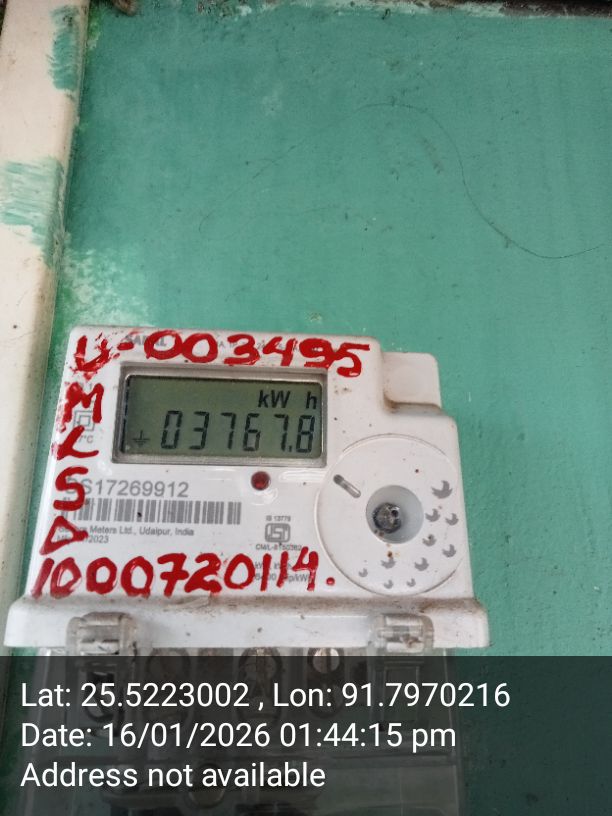 U-003495
M
L
S
D
kW h
03767.8
17269912
Meters Ltd., Udaipur, India
2023
IS 13779
1000720114.
Lat: 25.5223002 , Lon: 91.7970216
Date: 16/01/2026 01:44:15 pm
Address not available